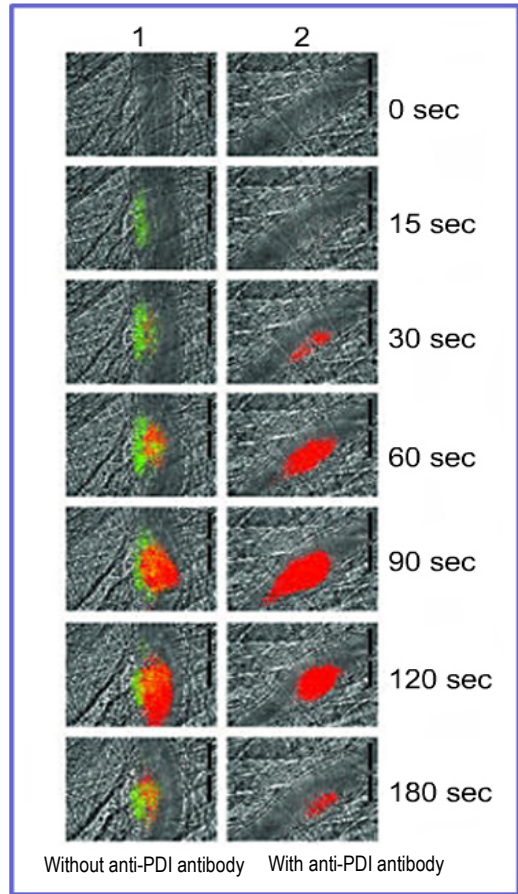 1 2
0 sec
15 sec
30 sec
60 sec
90 sec
120 sec
180 sec
Without anti-PDI antibody With anti-PDI antibody